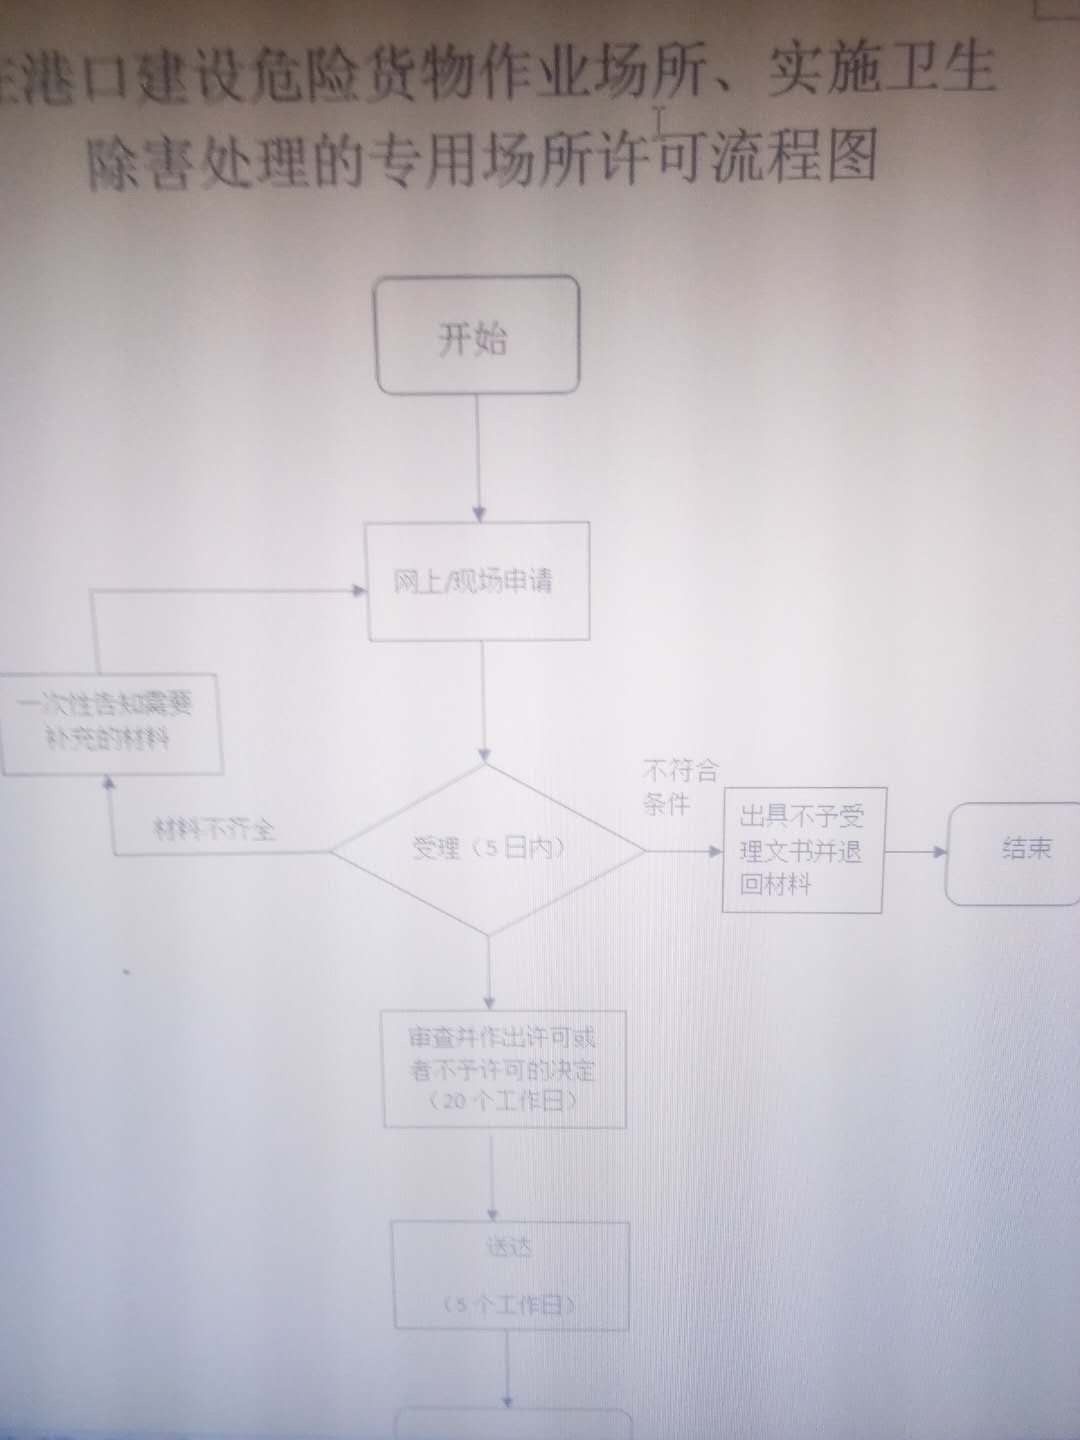 在港口建设危险货物作业场所、实施卫生
除害处理的专用场所许可流程图
开始
网上/现场申请
一次性告知需要
补充的材料
材料不齐全
受理（5日内）
不符合
条件
出具不予受
理文书并退
回材料
结束
审查并作出许可或
者不予许可的决定
（20个工作日）
送达
（5个工作日）